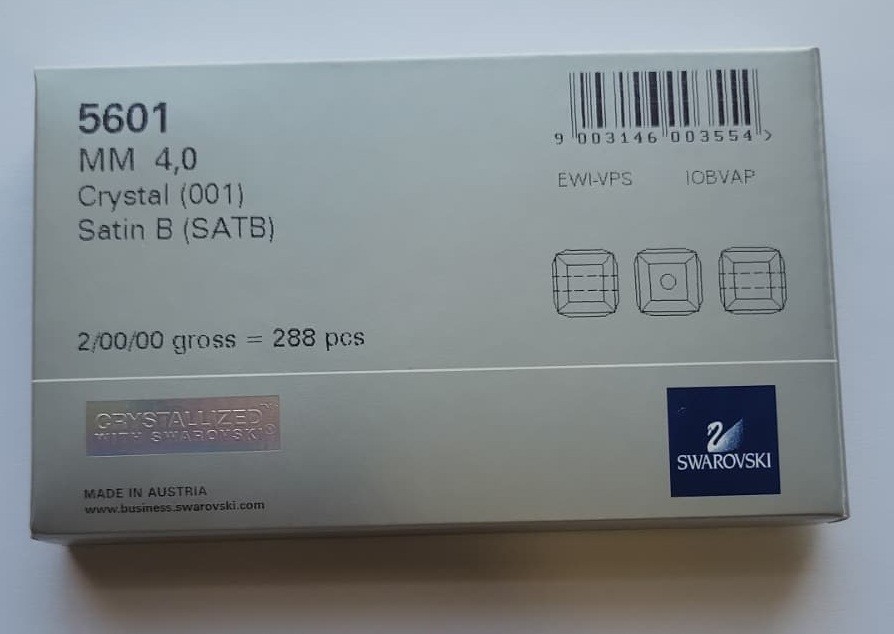 5601
MM 4,0
Crystal (001)
Satin B (SATB)
9 003146 003554 >
EWI-VPS IOBVAP
2/00/00 gross = 288 pcs
CRYSTALLIZED™
WITH SWAROVSKI®
MADE IN AUSTRIA
www.business.swarovski.com
SWAROVSKI